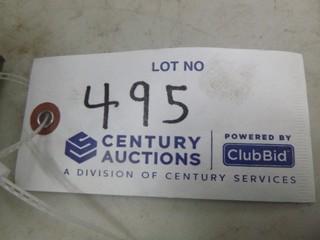 LOT NO
495
CENTURY AUCTIONS
POWERED BY
ClubBid
A DIVISION OF CENTURY SERVICES